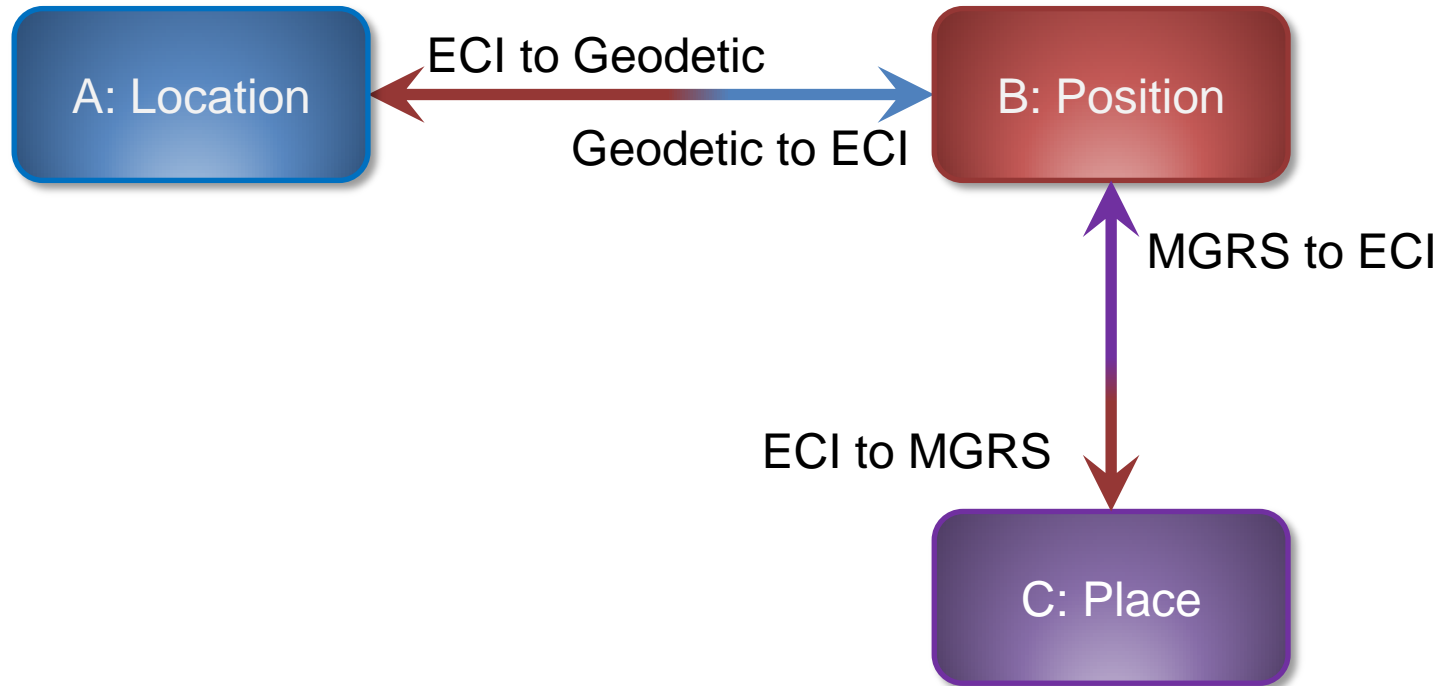 ECI to Geodetic
A: Location
B: Position
Geodetic to ECI
MGRS to ECI
ECI to MGRS
C: Place